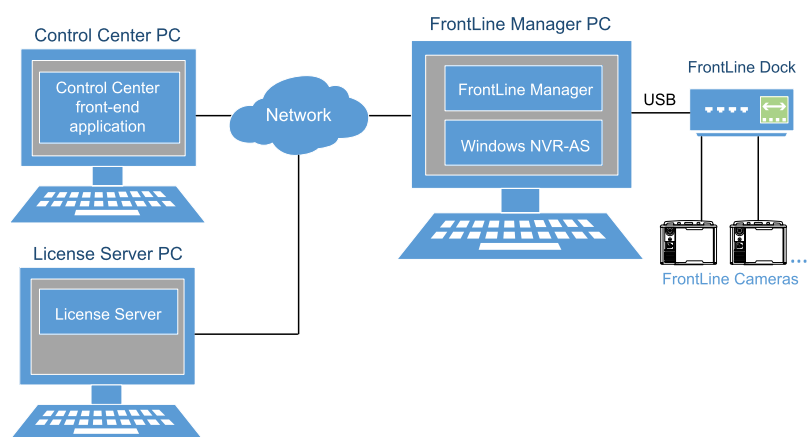 Control Center PC
Control Center
front-end
application
Network
FrontLine Manager PC
FrontLine Manager
Windows NVR-AS
USB
FrontLine Dock
FrontLine Cameras
...
License Server PC
License Server